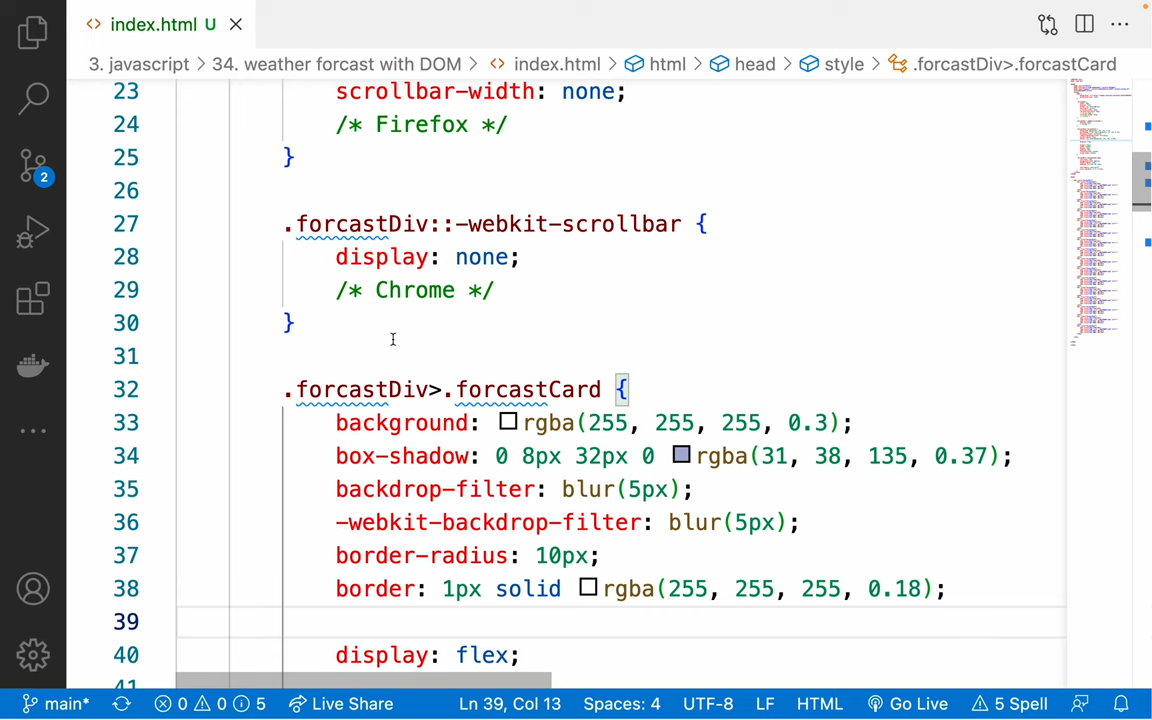 index.html U
3. javascript > 34. weather forcast with DOM > index.html > html > head > style > .forcastDiv>.forcastCard
23 scrollbar-width: none;
24 /* Firefox */
25 }
26
27 .forcastDiv::-webkit-scrollbar {
28 display: none;
29 /* Chrome */
30 }
31
32 .forcastDiv>.forcastCard {
33 background: rgba(255, 255, 255, 0.3);
34 box-shadow: 0 8px 32px 0 rgba(31, 38, 135, 0.37);
35 backdrop-filter: blur(5px);
36 -webkit-backdrop-filter: blur(5px);
37 border-radius: 10px;
38 border: 1px solid rgba(255, 255, 255, 0.18);
39
40 display: flex;
41
2
main* 0 0 5 Live Share Ln 39, Col 13 Spaces: 4 UTF-8 LF HTML Go Live 5 Spell